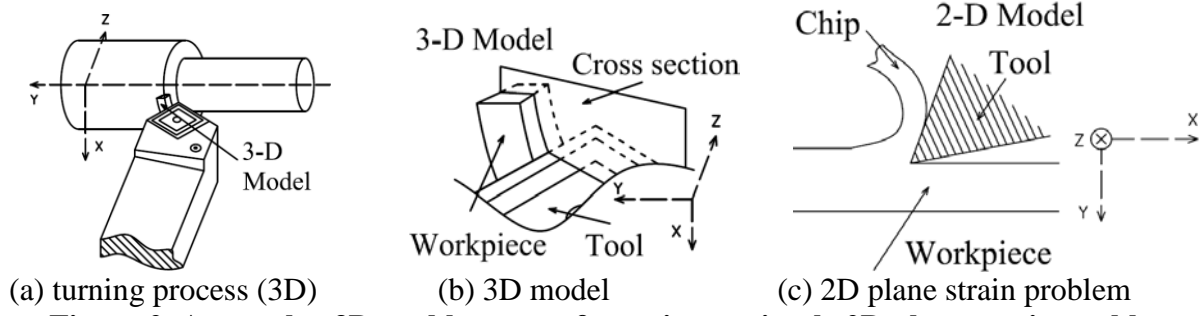 Z
Y
X
3-D
Model
3-D Model
Cross section
Z
Y
X
Workpiece
Tool
2-D Model
Chip
Tool
X
Z
Y
Workpiece
(a) turning process (3D)
(b) 3D model
(c) 2D plane strain problem